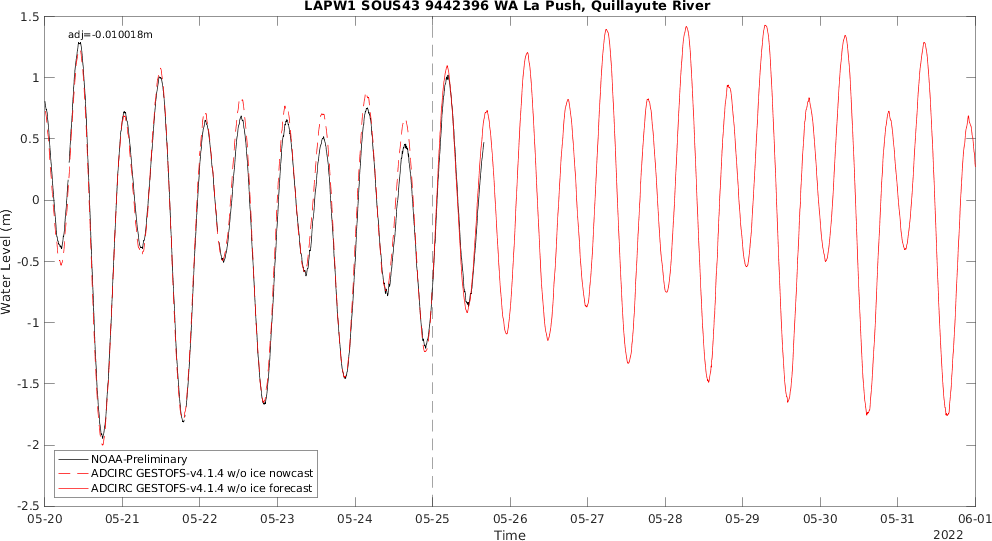 LAPW1 SOUS43 9442396 WA La Push, Quillayute River
adj=-0.010018m
1.5
1
0.5
0
-0.5
-1
-1.5
-2
-2.5
Water Level (m)
NOAA-Preliminary
ADCIRC GESTOFS-v4.1.4 w/o ice nowcast
ADCIRC GESTOFS-v4.1.4 w/o ice forecast
05-20 05-21 05-22 05-23 05-24 05-25 05-26 05-27 05-28 05-29 05-30 05-31 06-01
Time
2022